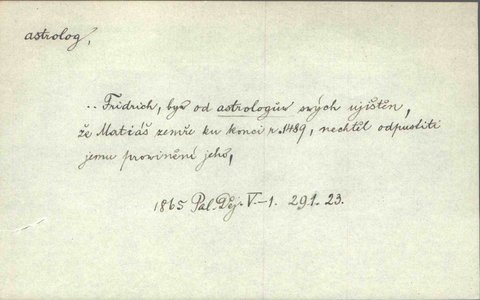 astrolog,
.. Fridrich, byv od astrologův svých ujištěn,
že Matiáš zemře ku konci r. 1489, nechtěl odpustiti
jemu provinění jeho,
1865 Pal. Děj. V-1. 291. 23.